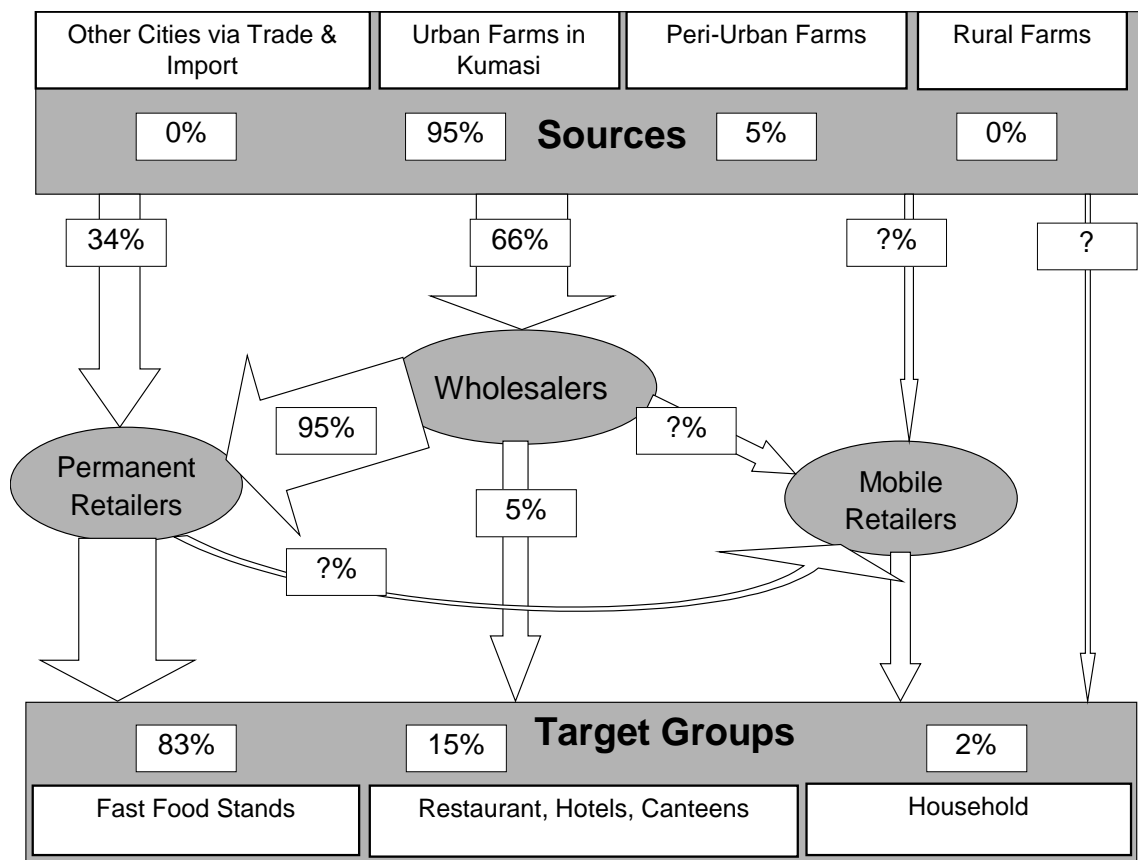 Other Cities via Trade &
Import
Urban Farms in
Kumasi
Peri-Urban Farms
Rural Farms
0%
95%
Sources
5%
0%
34%
66%
?%
?
Wholesalers
95%
?%
Permanent
Retailers
5%
Mobile
Retailers
?%
83%
15%
Target Groups
2%
Fast Food Stands
Restaurant, Hotels, Canteens
Household